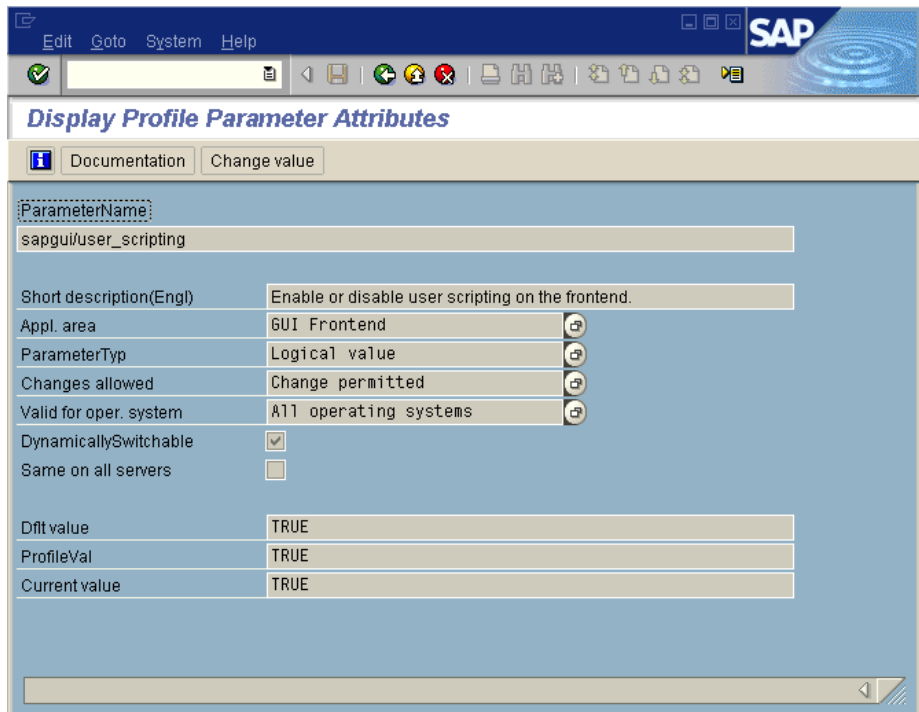 Edit Goto System Help
SAP
Display Profile Parameter Attributes
Documentation Change value
ParameterName
sapgui/user_scripting
Short description(Engl) Enable or disable user scripting on the frontend.
Appl. area GUI Frontend
ParameterTyp Logical value
Changes allowed Change permitted
Valid for oper. system All operating systems
DynamicallySwitchable
Same on all servers
Dflt value TRUE
ProfileVal TRUE
Current value TRUE